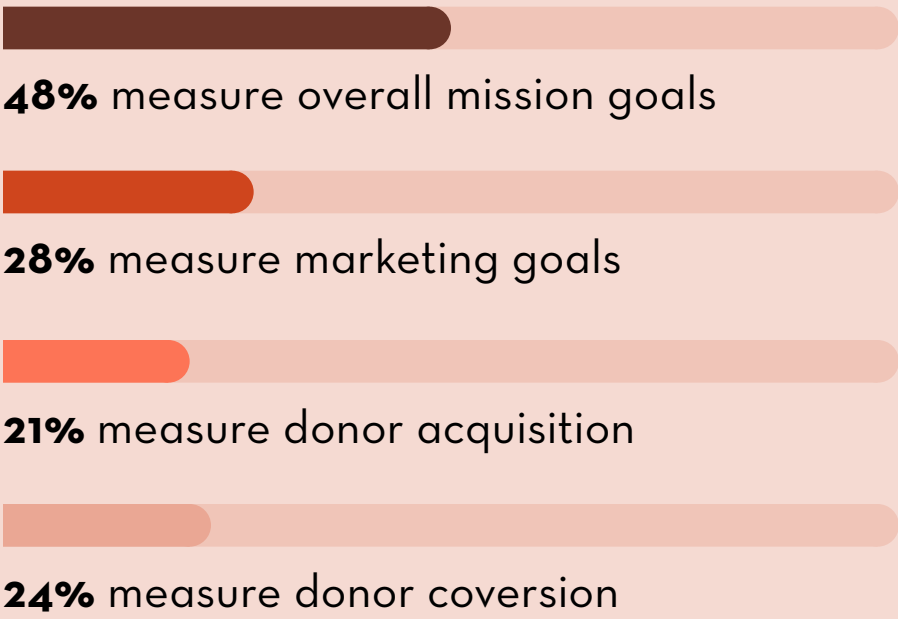 48% measure overall mission goals
28% measure marketing goals
21% measure donor acquisition
24% measure donor coversion